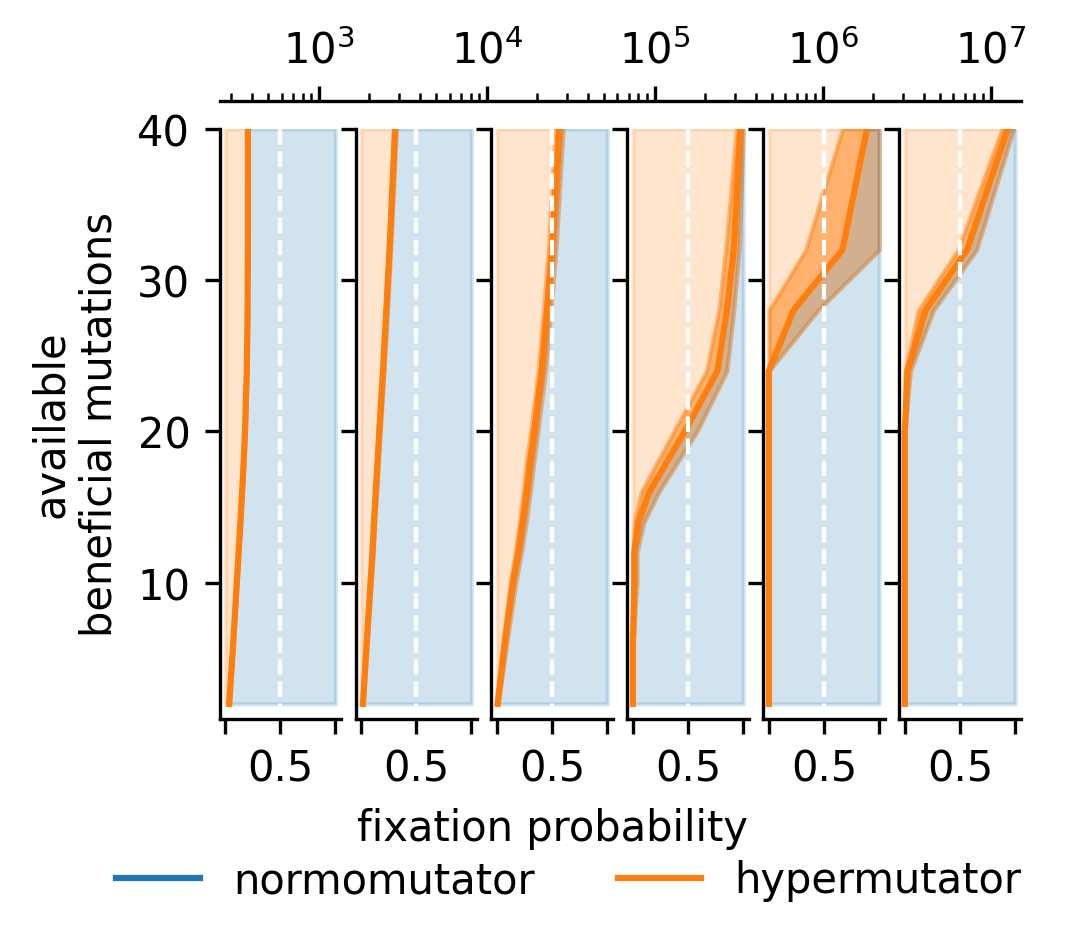 10³ 10⁴ 10⁵ 10⁶ 10⁷
40
30
20
10
available
beneficial mutations
0.5 0.5 0.5 0.5 0.5 0.5
fixation probability
normomutator hypermutator